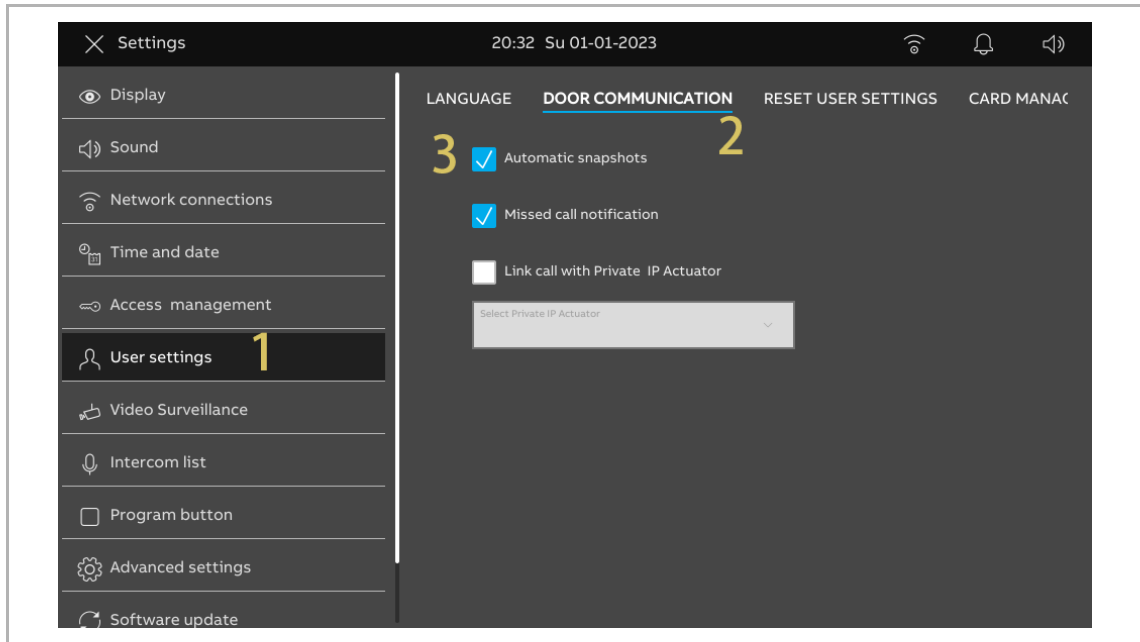 Settings
20:32 Su 01-01-2023
Display
Sound
Network connections
Time and date
Access management
User settings
1
Video Surveillance
Intercom list
Program button
Advanced settings
Software update
LANGUAGE DOOR COMMUNICATION RESET USER SETTINGS CARD MANAC
2
3
Automatic snapshots
Missed call notification
Link call with Private IP Actuator
Select Private IP Actuator